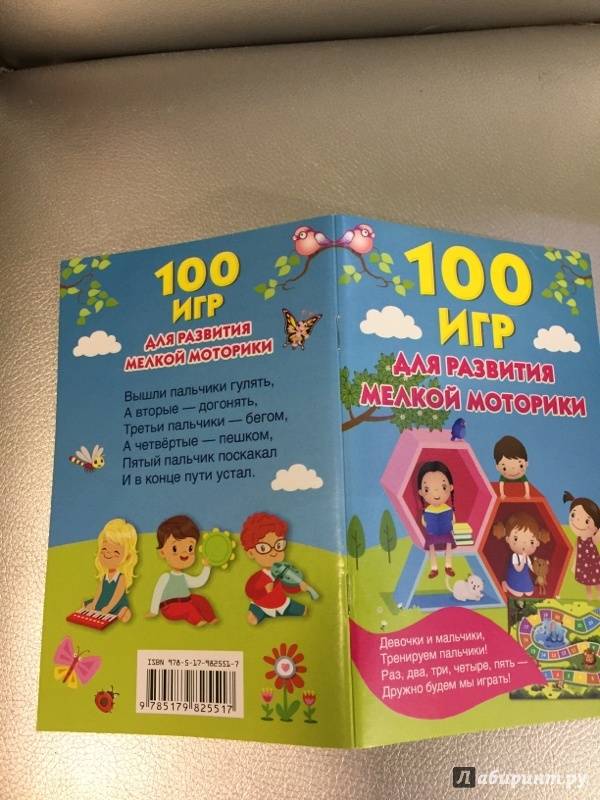 100
ИГР
ДЛЯ РАЗВИТИЯ
МЕЛКОЙ МОТОРИКИ
Вышли пальчики гулять,
А вторые — догонять,
Третьи пальчики — бегом,
А четвёртые — пешком,
Пятый пальчик поскакал
И в конце пути устал.
ISBN 978-5-17-982551-7
9 785179 825517
100
ИГР
ДЛЯ РАЗВИТИЯ
МЕЛКОЙ МОТОРИКИ
Девочки и мальчики,
Тренируем пальчики!
Раз, два, три, четыре, пять —
Дружно будем мы играть!
Лабиринт.ру